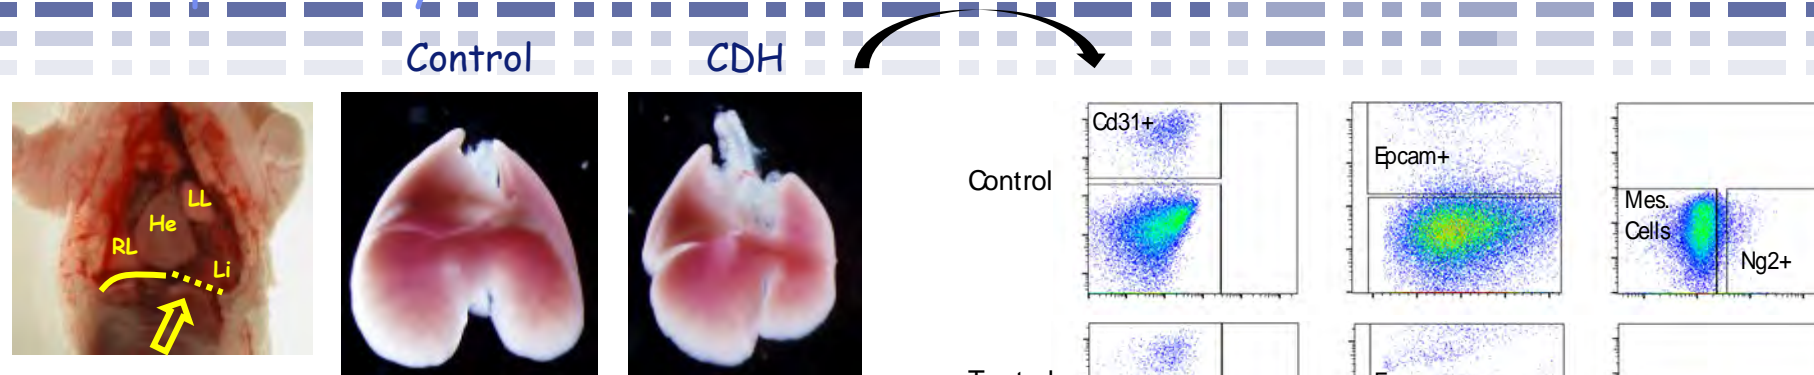 Control
CDH
LL
He
RL
Li
Control
Cd31+
Epcam+
Mes.
Cells
Ng2+